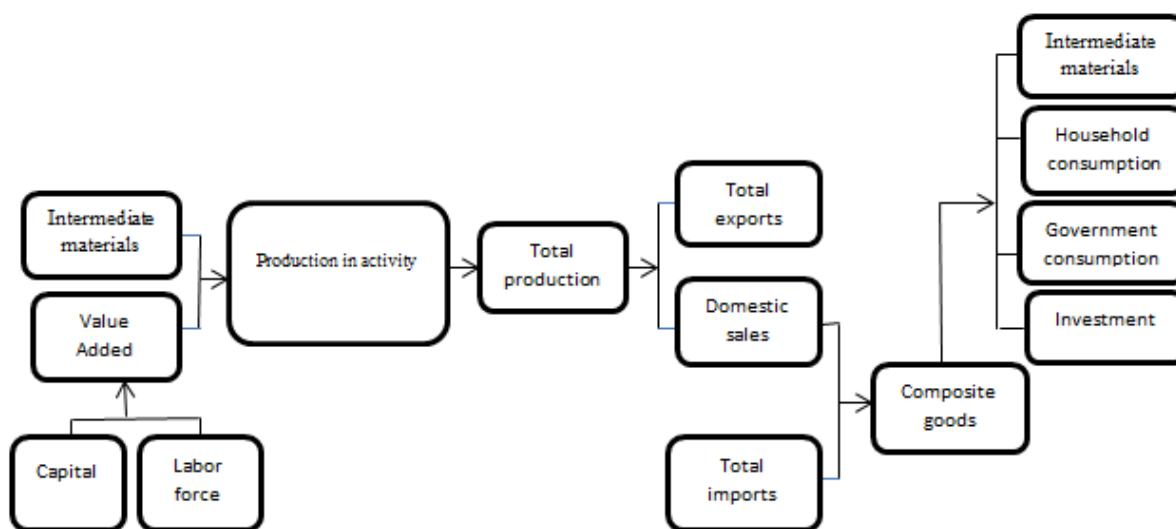 Intermediate
materials
Value
Added
Capital
Labor
force
Production in activity
Total
production
Total
exports
Domestic
sales
Total
imports
Composite
goods
Intermediate
materials
Household
consumption
Government
consumption
Investment